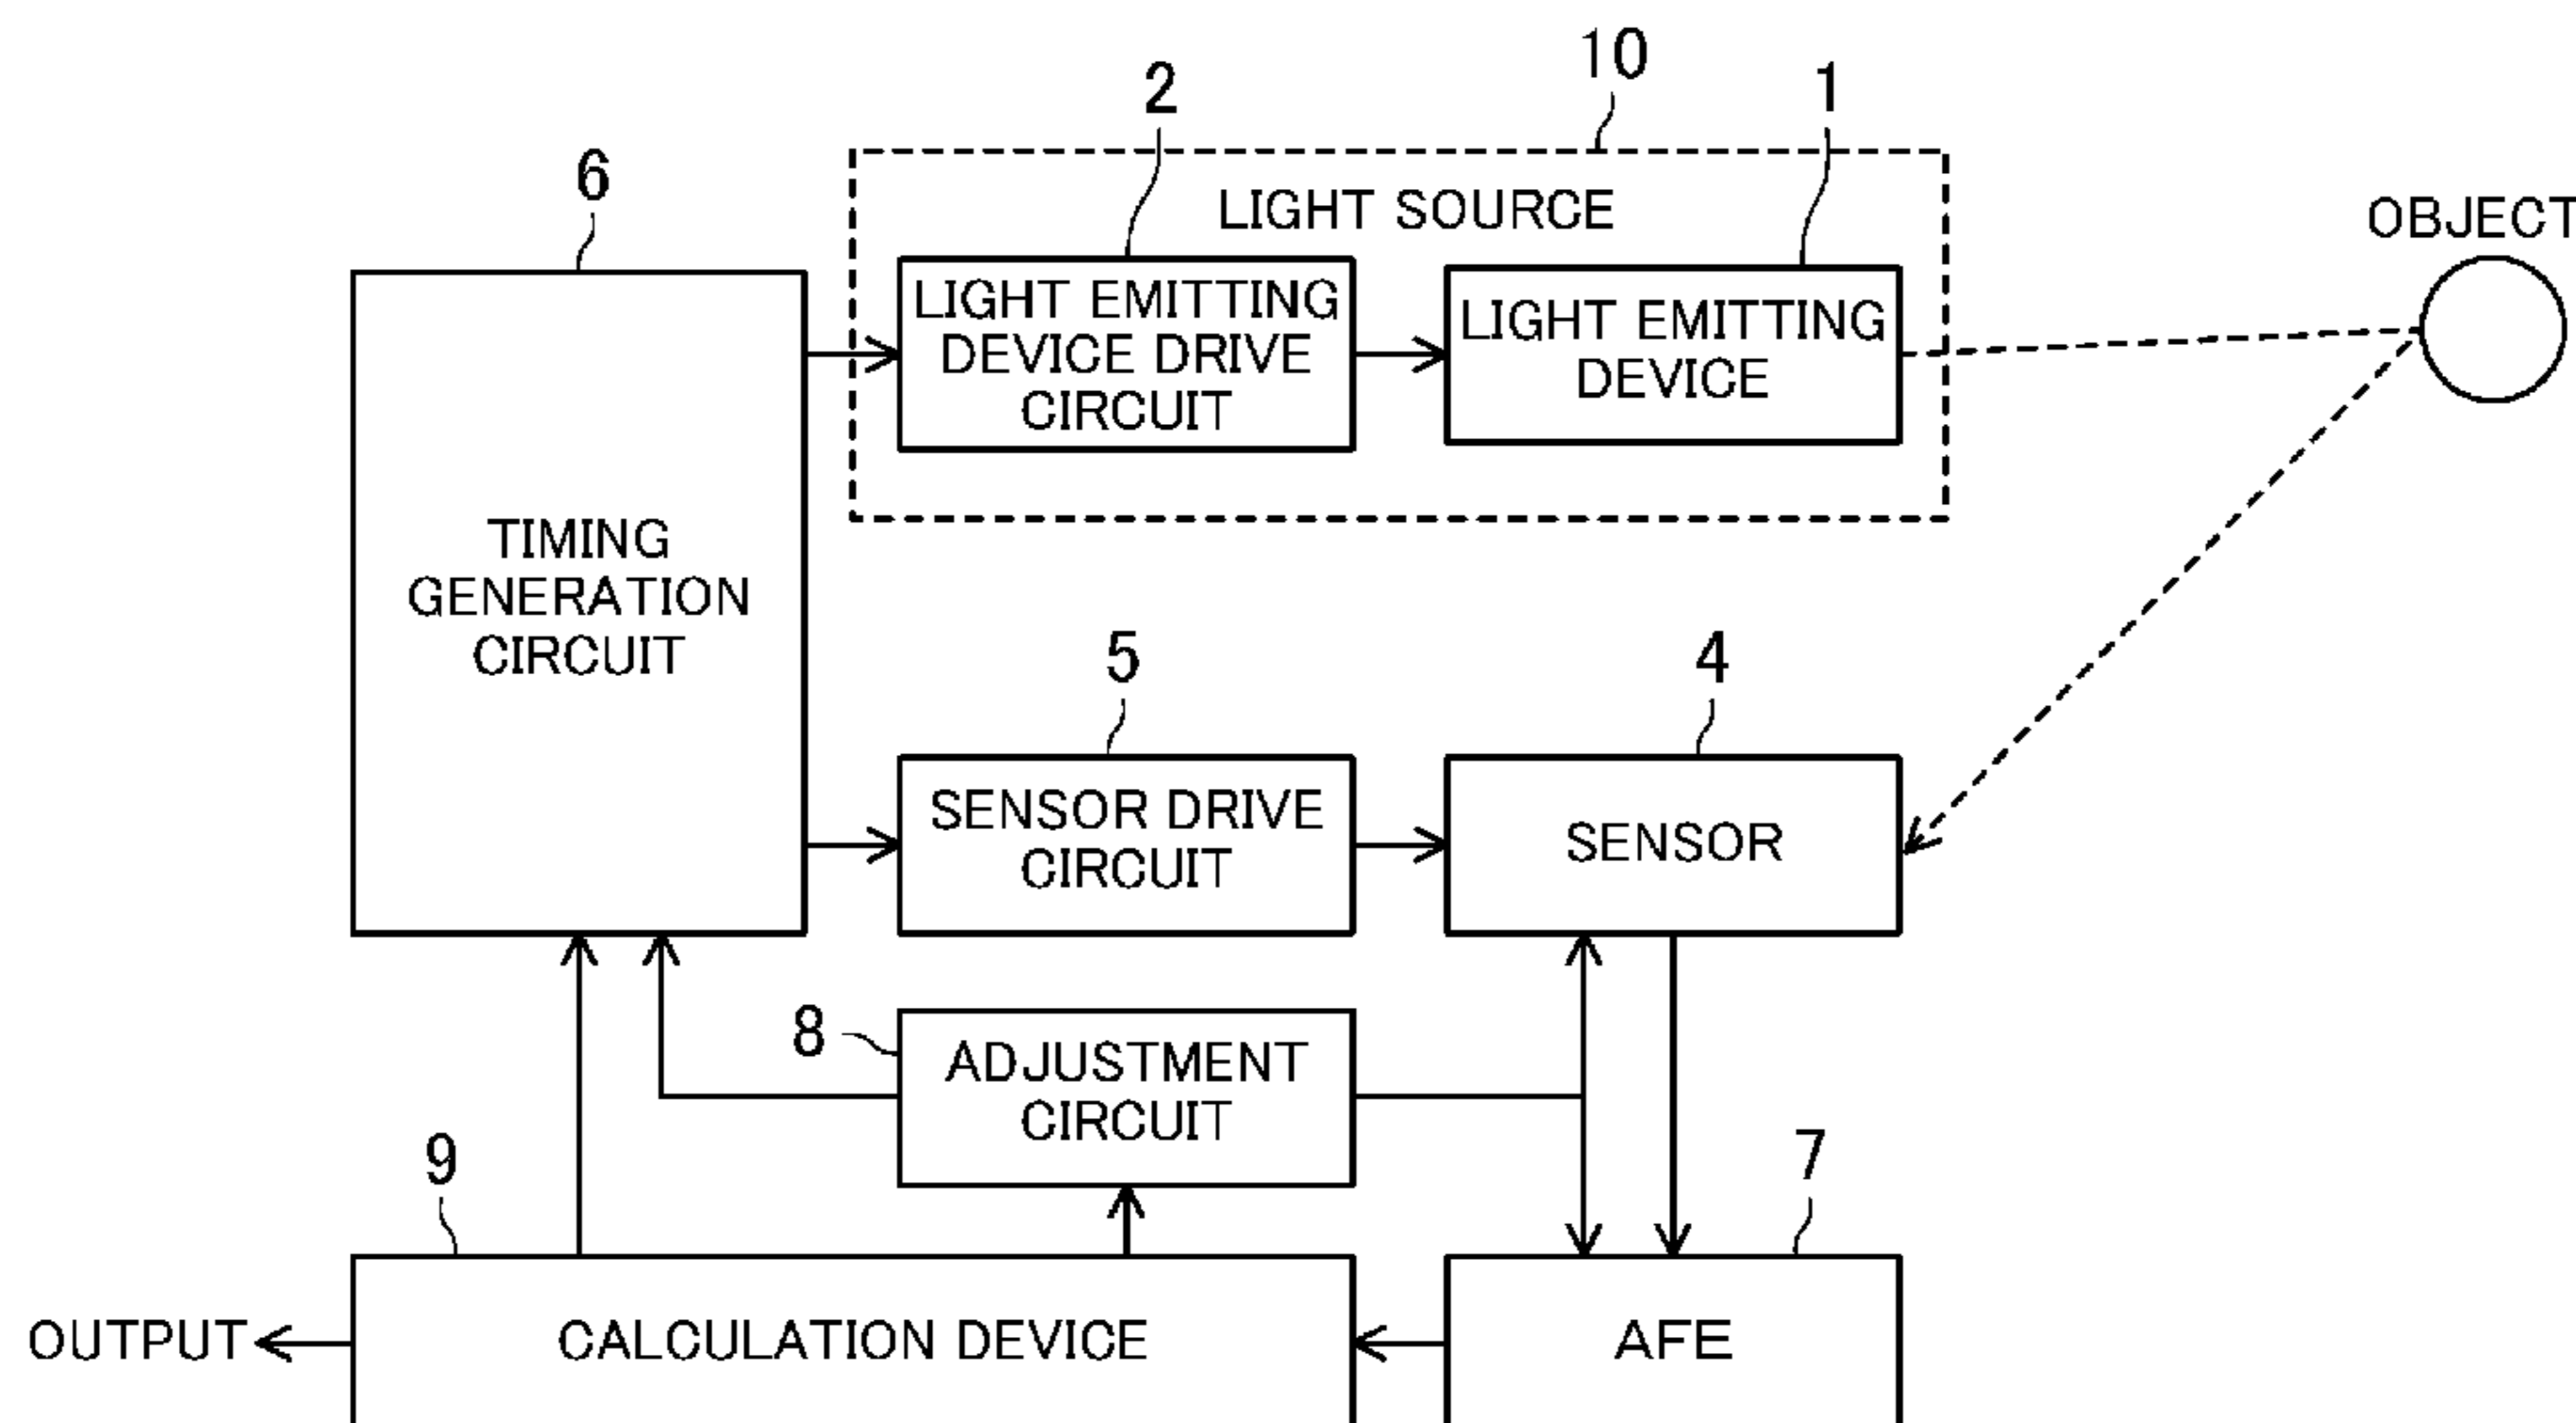 10
2
1
6
LIGHT SOURCE
OBJECT
LIGHT EMITTING
DEVICE DRIVE
CIRCUIT
LIGHT EMITTING
DEVICE
TIMING
GENERATION
CIRCUIT
5
4
SENSOR DRIVE
CIRCUIT
SENSOR
8
ADJUSTMENT
CIRCUIT
9
7
OUTPUT
CALCULATION DEVICE
AFE